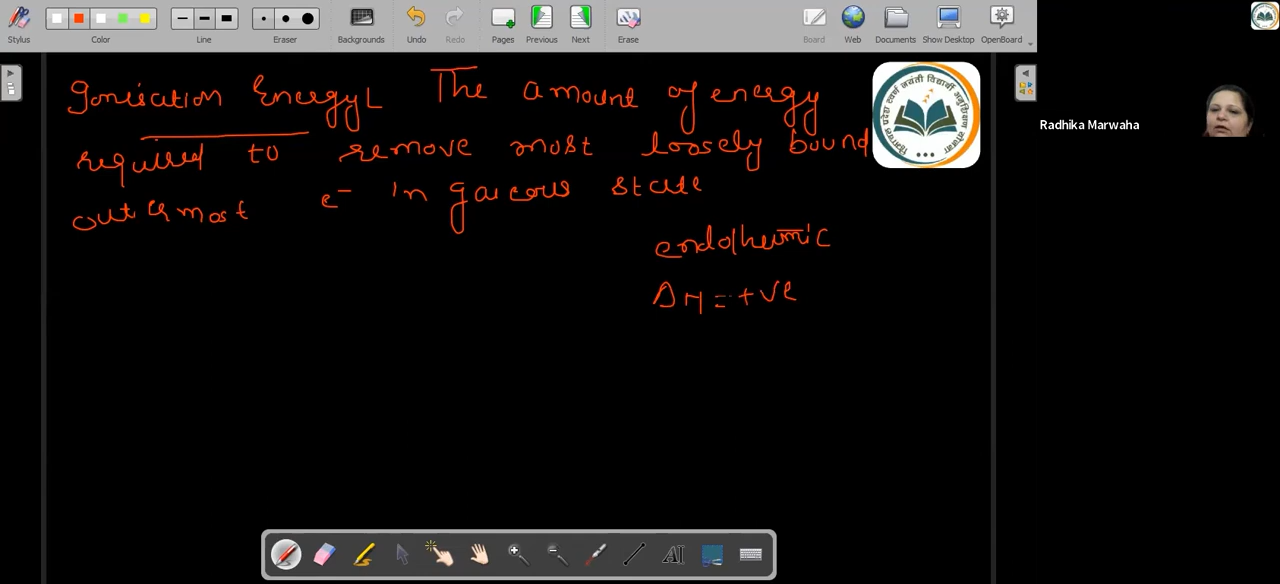 Stylus
Color
Line
Eraser
Backgrounds
Undo
Redo
Pages
Previous
Next
Erase
Board
Web
Documents
Show Desktop
OpenBoard
Ionisation Energy The amount of energy
required to remove most loosely bound
outermost e⁻ in gaseous state
endothermic
ΔH = +ve
Radhika Marwaha